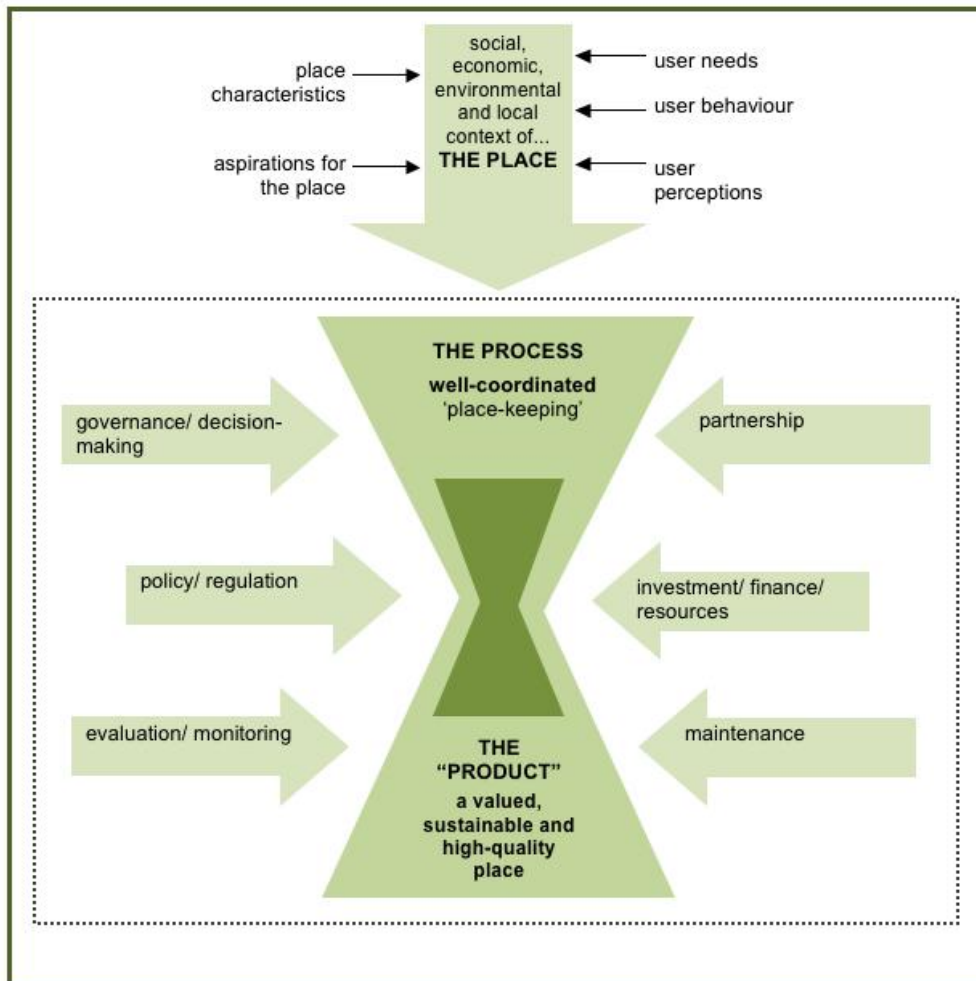 social,
economic,
environmental
and local
context of...
THE PLACE
place
characteristics
aspirations for
the place
user needs
user behaviour
user
perceptions
THE PROCESS
well-coordinated
‘place-keeping’
governance/ decision-
making
partnership
policy/ regulation
investment/ finance/
resources
evaluation/ monitoring
maintenance
THE
“PRODUCT”
a valued,
sustainable and
high-quality
place